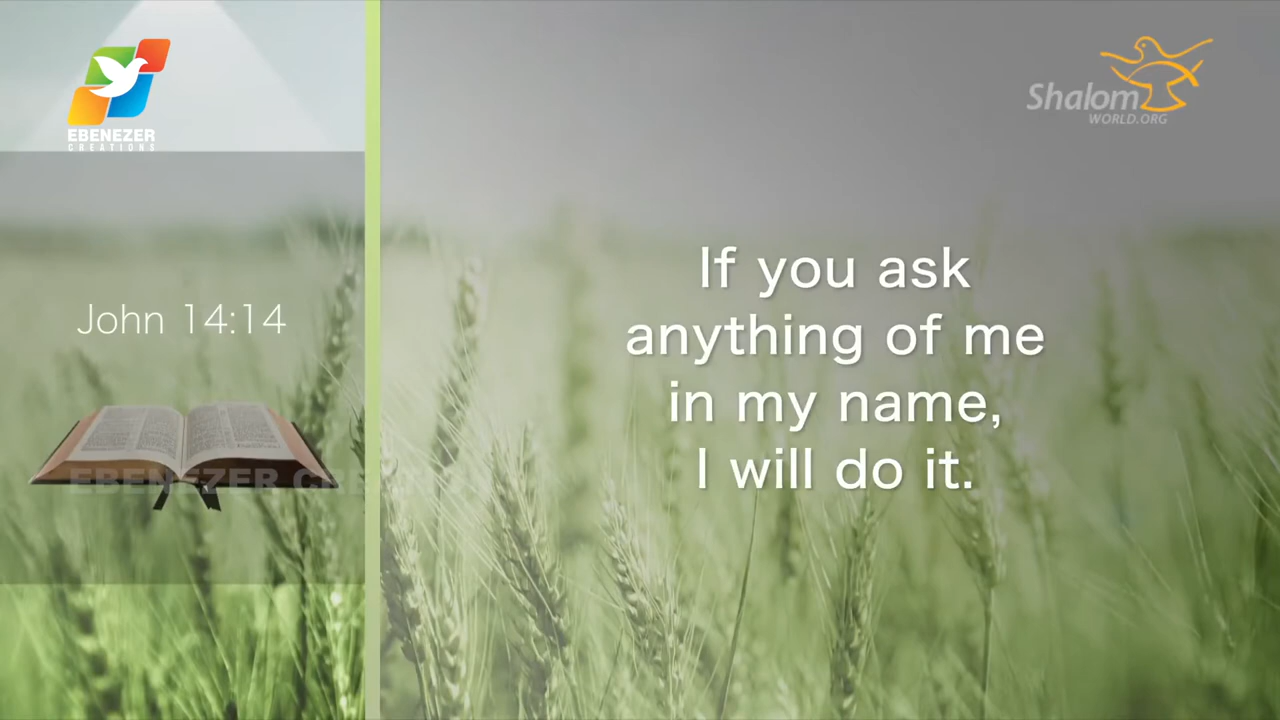 EBENEZER
CREATIONS
Shalom
WORLD.ORG
John 14:14
If you ask
anything of me
in my name,
I will do it.
EBENEZER